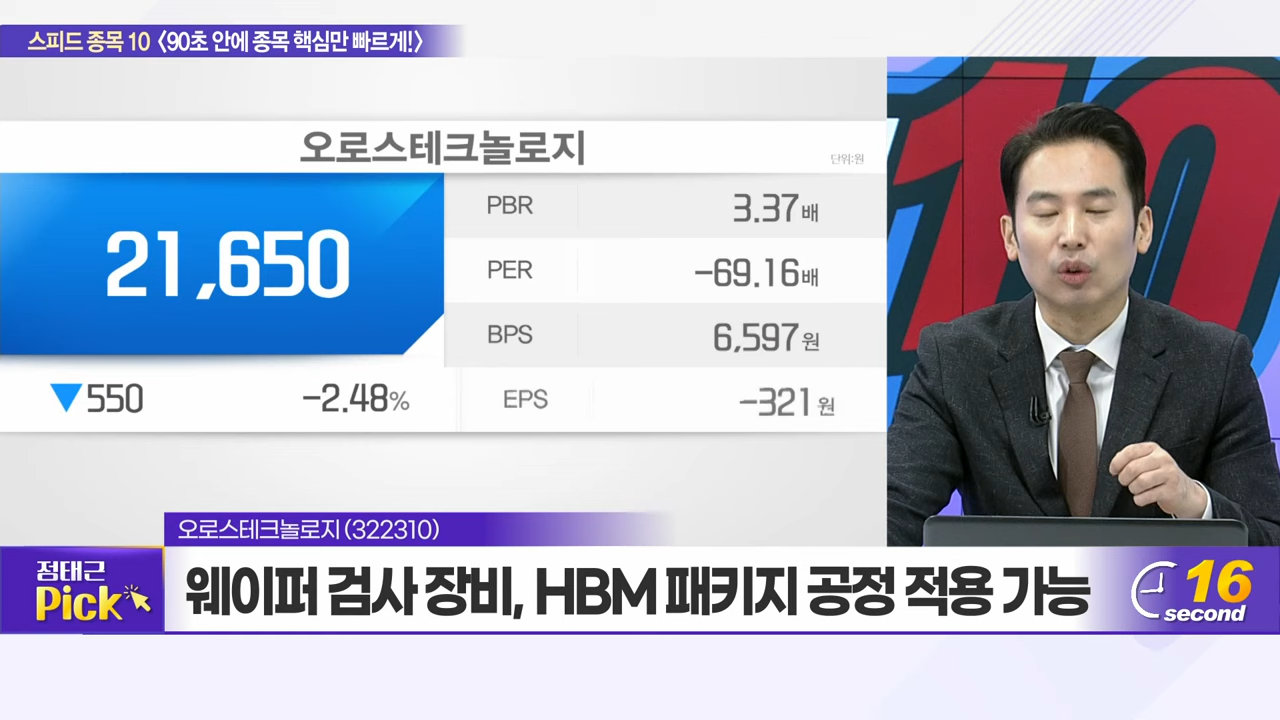 스피드 종목 10 〈90초 안에 종목 핵심만 빠르게!〉
오로스테크놀로지
단위:원
21,650
▼550 -2.48%
PBR 3.37배
PER -69.16배
BPS 6,597원
EPS -321원
10
오로스테크놀로지(322310)
정태근
Pick
웨이퍼 검사 장비, HBM 패키지 공정 적용 가능
16
second